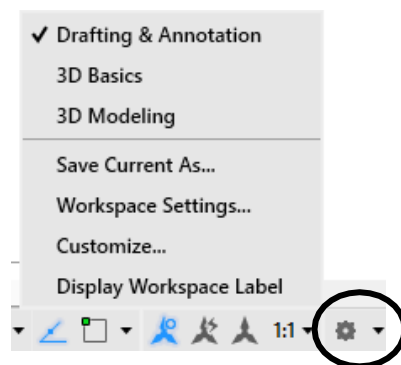 Drafting & Annotation
3D Basics
3D Modeling
Save Current As...
Workspace Settings...
Customize...
Display Workspace Label
1:1